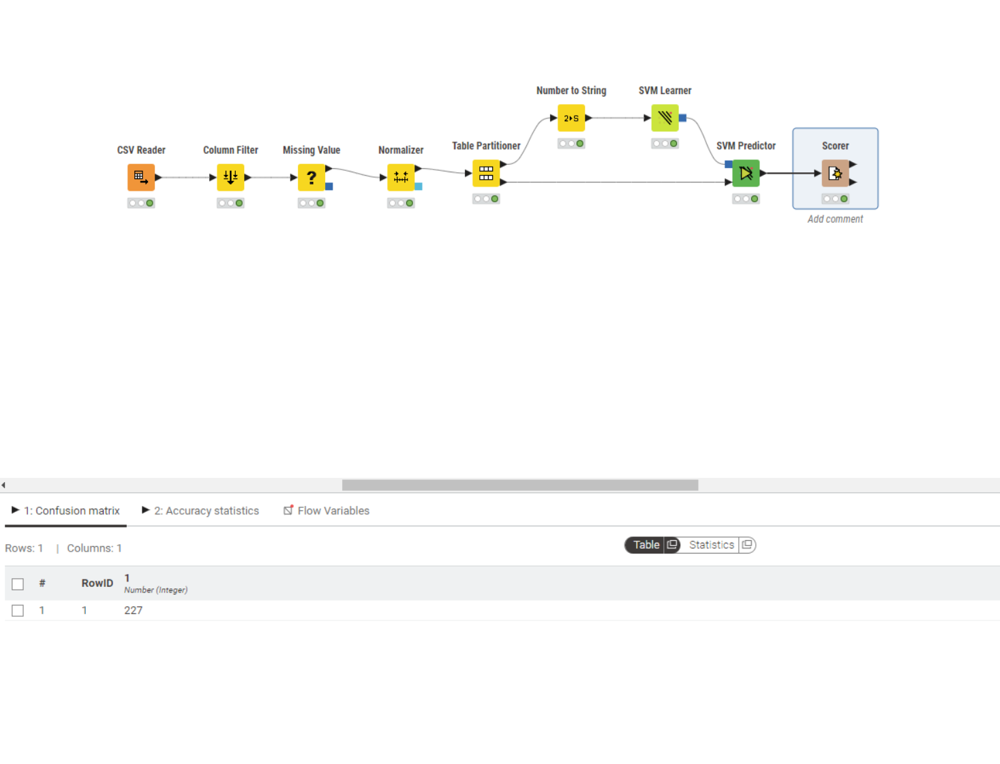 Number to String
SVM Learner
2▸S
CSV Reader
Column Filter
Missing Value
Normalizer
Table Partitioner
SVM Predictor
Scorer
?
Add comment
1: Confusion matrix
2: Accuracy statistics
Flow Variables
Rows: 1 | Columns: 1
Table
Statistics
# RowID 1
Number (Integer)
1 1 227